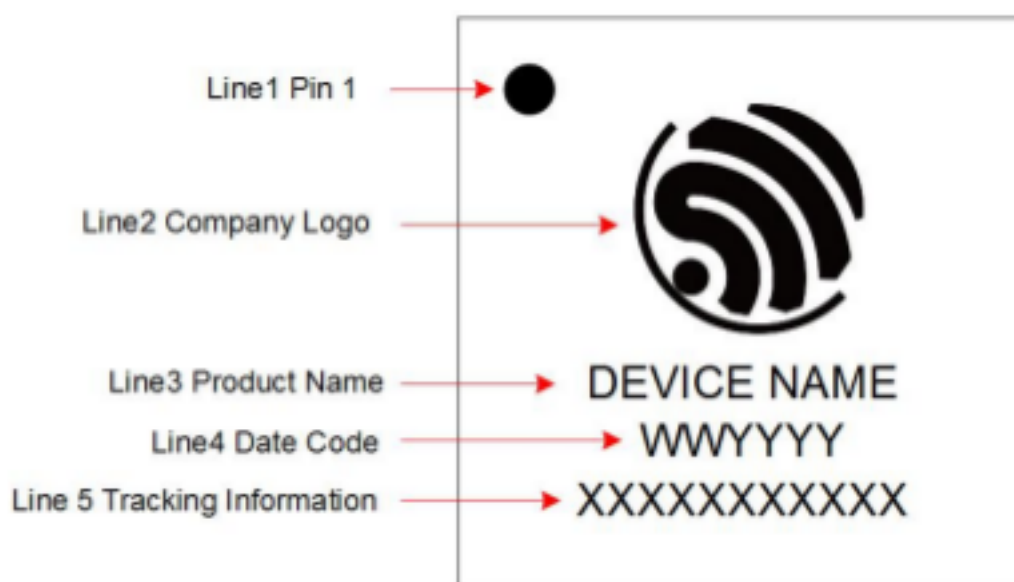 Line1 Pin 1
Line2 Company Logo
Line3 Product Name
DEVICE NAME
Line4 Date Code
WWYYYY
Line 5 Tracking Information
XXXXXXXXXXX